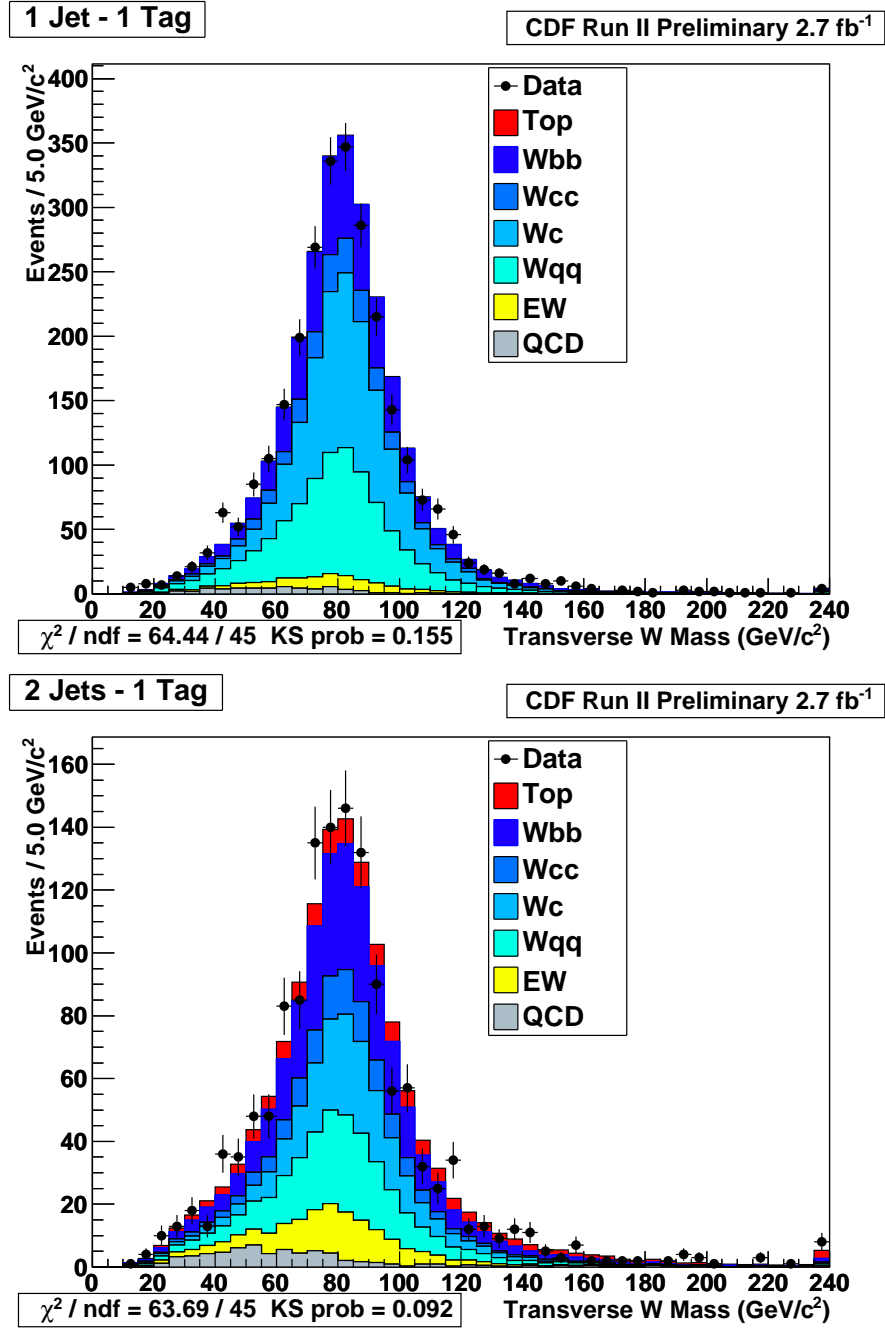 1 Jet - 1 Tag
CDF Run II Preliminary 2.7 fb⁻¹
Events / 5.0 GeV/c²
400
350
300
250
200
150
100
50
0
Data
Top
Wbb
Wcc
Wc
Wqq
EW
QCD
0 20 40 60 80 100 120 140 160 180 200 220 240
χ² / ndf = 64.44 / 45 KS prob = 0.155
Transverse W Mass (GeV/c²)
2 Jets - 1 Tag
CDF Run II Preliminary 2.7 fb⁻¹
Events / 5.0 GeV/c²
160
140
120
100
80
60
40
20
0
Data
Top
Wbb
Wcc
Wc
Wqq
EW
QCD
0 20 40 60 80 100 120 140 160 180 200 220 240
χ² / ndf = 63.69 / 45 KS prob = 0.092
Transverse W Mass (GeV/c²)